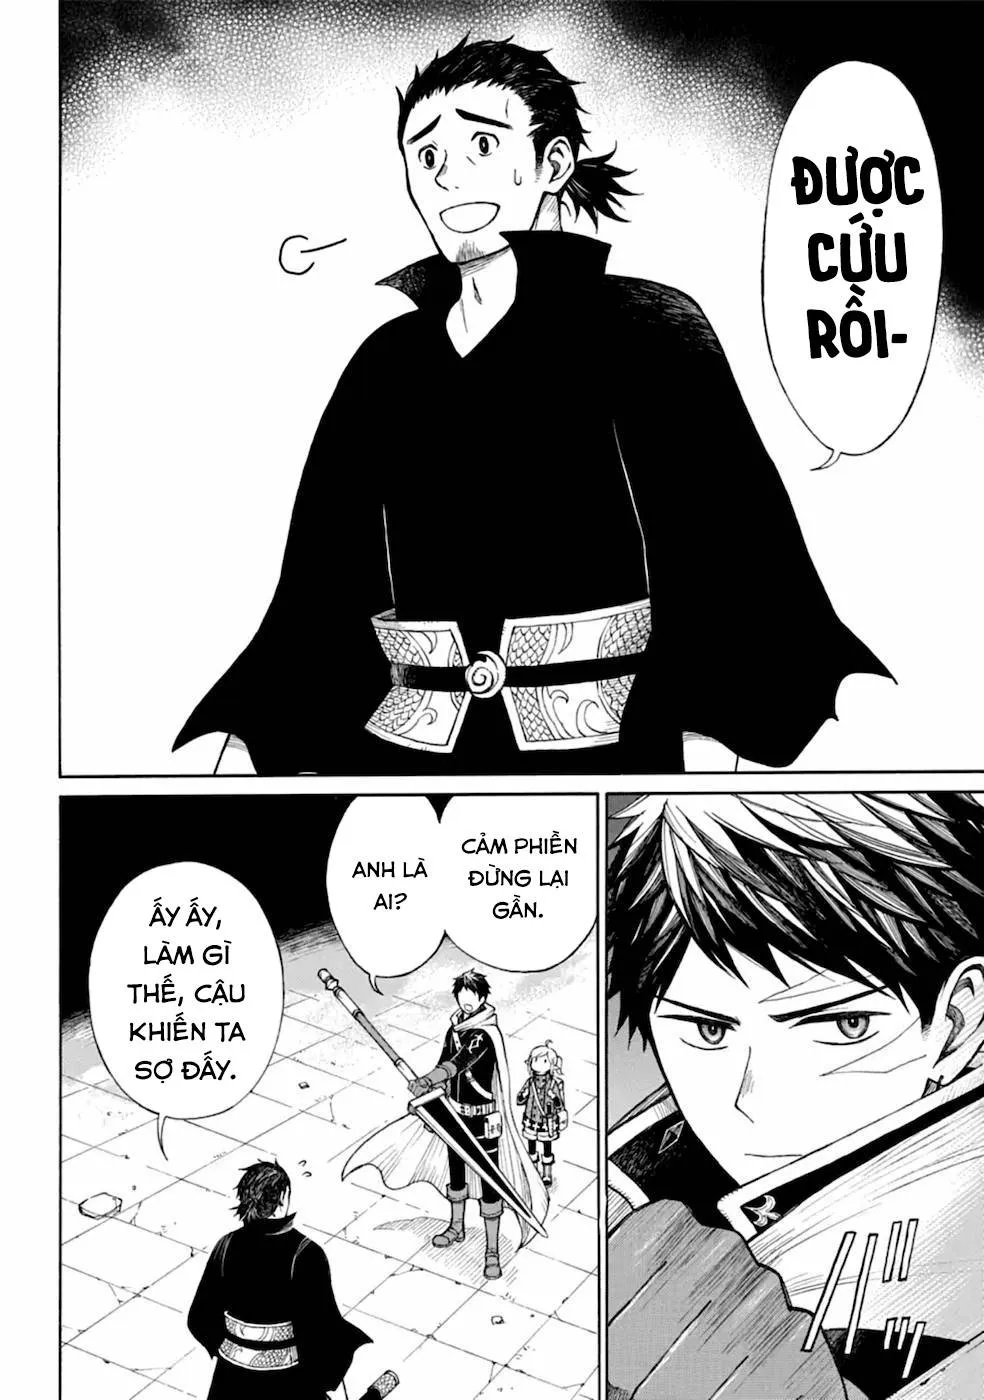 ĐƯỢC
CỨU
RỒI-
CẢM PHIỀN
ĐỪNG LẠI
GẦN.
ANH LÀ
AI?
ẤY ẤY,
LÀM GÌ
THẾ, CẬU
KHIẾN TA
SỢ ĐẤY.